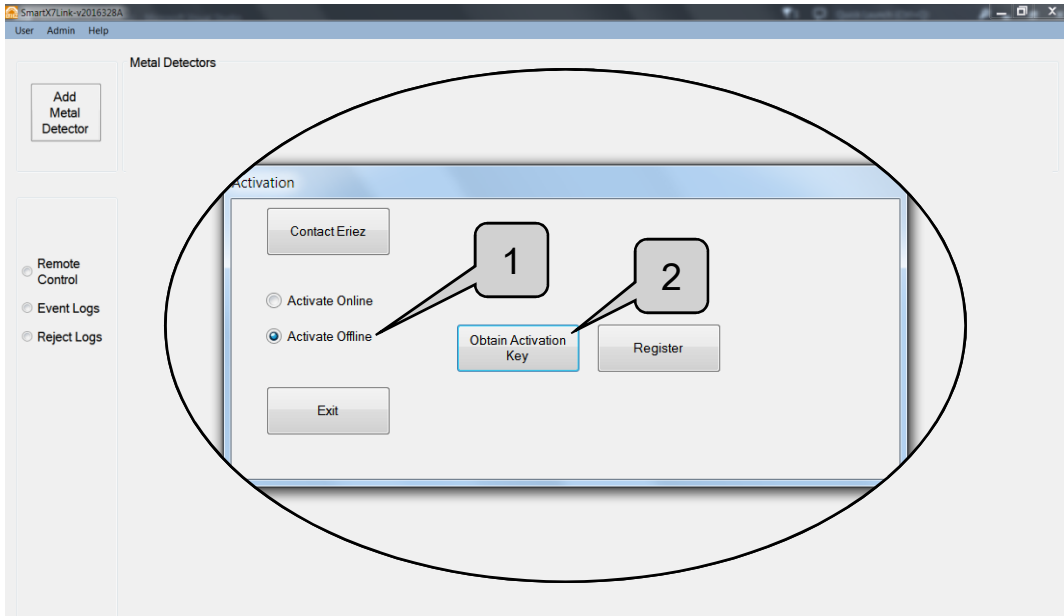 SmartX7Link-v2016328A
User Admin Help
Metal Detectors
Add
Metal
Detector
Remote
Control
Event Logs
Reject Logs
Activation
Contact Eriez
1
2
Activate Online
Activate Offline
Obtain Activation
Key
Register
Exit